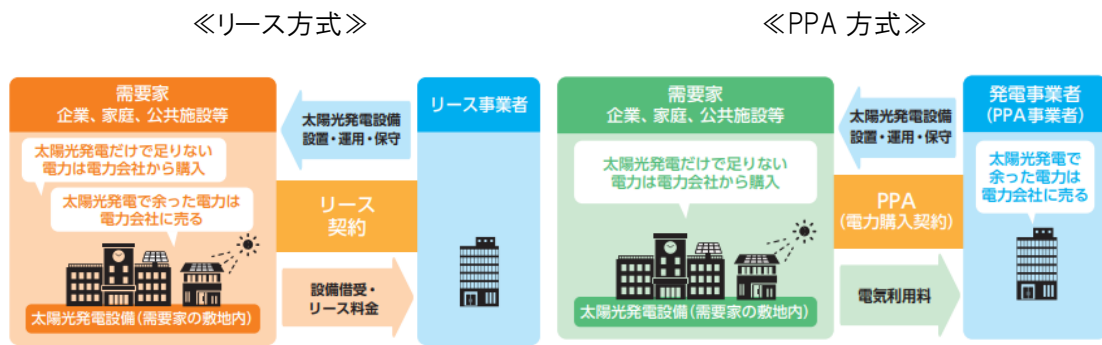 ≪リース方式≫
需要家
企業、家庭、公共施設等
太陽光発電だけで足りない
電力は電力会社から購入
太陽光発電で余った電力は
電力会社に売る
太陽光発電設備(需要家の敷地内)
太陽光発電設備
設置・運用・保守
リース
契約
設備借受・
リース料金
リース事業者
≪PPA 方式≫
需要家
企業、家庭、公共施設等
太陽光発電だけで足りない
電力は電力会社から購入
太陽光発電設備(需要家の敷地内)
太陽光発電設備
設置・運用・保守
PPA
(電力購入契約)
電気利用料
発電事業者
(PPA事業者)
太陽光発電で
余った電力は
電力会社に売る